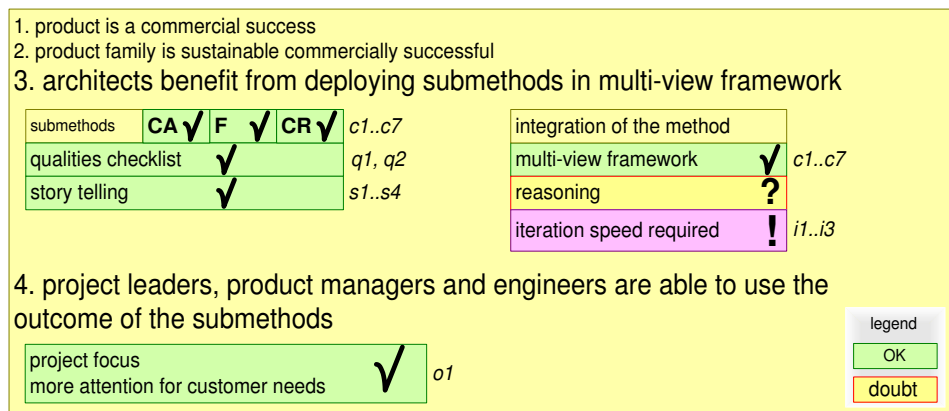 1. product is a commercial success
2. product family is sustainable commercially successful
3. architects benefit from deploying submethods in multi-view framework
submethods CA √ F √ CR √ c1..c7
qualities checklist √ q1, q2
story telling √ s1..s4
integration of the method
multi-view framework √ c1..c7
reasoning ?
iteration speed required ! i1..i3
4. project leaders, product managers and engineers are able to use the
outcome of the submethods
project focus
more attention for customer needs √ o1
legend
OK
doubt